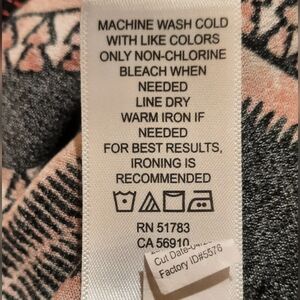 MACHINE WASH COLD
WITH LIKE COLORS
ONLY NON-CHLORINE
BLEACH WHEN
NEEDED
LINE DRY
WARM IRON IF
NEEDED
FOR BEST RESULTS,
IRONING IS
RECOMMENDED
RN 51783
CA 56910
Cut Date
Factory ID#5576